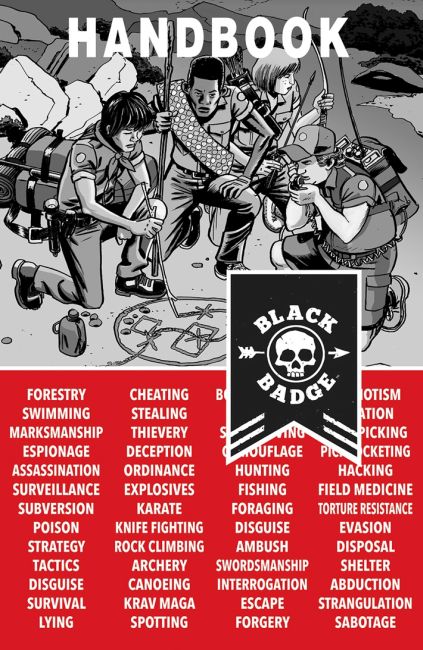 HANDBOOK
BLACK
BADGE
FORESTRY
SWIMMING
MARKSMANSHIP
ESPIONAGE
ASSASSINATION
SURVEILLANCE
SUBVERSION
POISON
STRATEGY
TACTICS
DISGUISE
SURVIVAL
LYING
CHEATING
STEALING
THIEVERY
DECEPTION
ORDINANCE
EXPLOSIVES
KARATE
KNIFE FIGHTING
ROCK CLIMBING
ARCHERY
CANOEING
KRAV MAGA
SPOTTING
HUNTING
FISHING
FORAGING
DISGUISE
AMBUSH
SWORDSMANSHIP
INTERROGATION
ESCAPE
FORGERY
PICKING
HACKING
FIELD MEDICINE
TORTURE RESISTANCE
EVASION
DISPOSAL
SHELTER
ABDUCTION
STRANGULATION
SABOTAGE